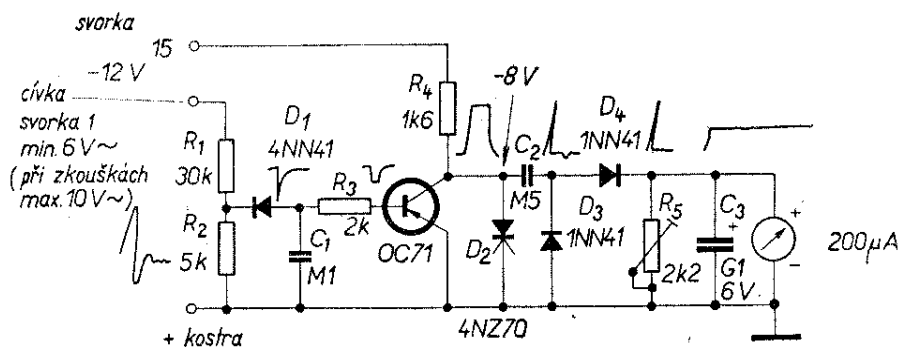 svorka
15
-12 V
cívka
svorka 1
min. 6 V~
(při zkouškách
max. 10 V~)
R1
30k
R2
5k
D1
4NN41
C1
M1
R3
2k
OC71
R4
1k6
-8V
C2
M5
D2
4NZ70
D3
1NN41
D4
1NN41
R5
2k2
C3
+
G1
6V
+
-
200µA
+ kostra